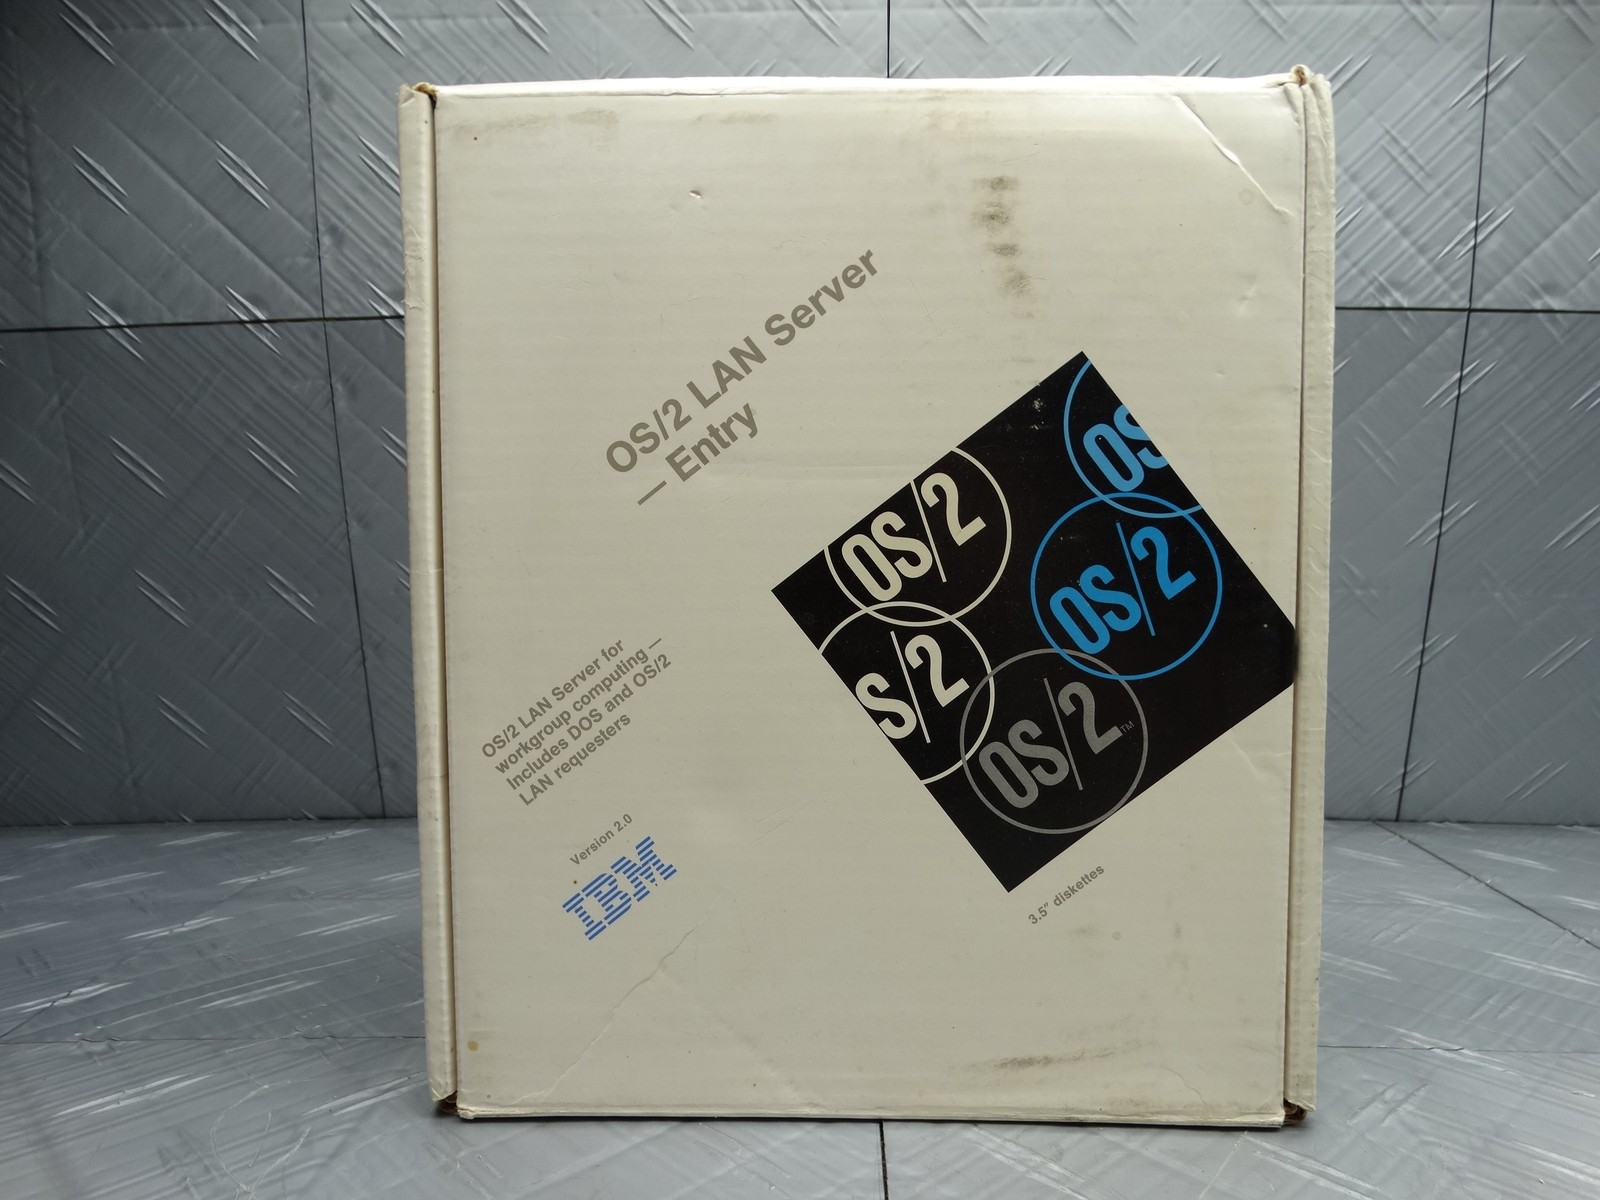 OS/2 LAN Server
— Entry
OS
OS/2
OS/2
S/2
OS/2™
OS/2 LAN Server for
workgroup computing —
Includes DOS and OS/2
LAN requesters
Version 2.0
IBM
3.5" diskettes